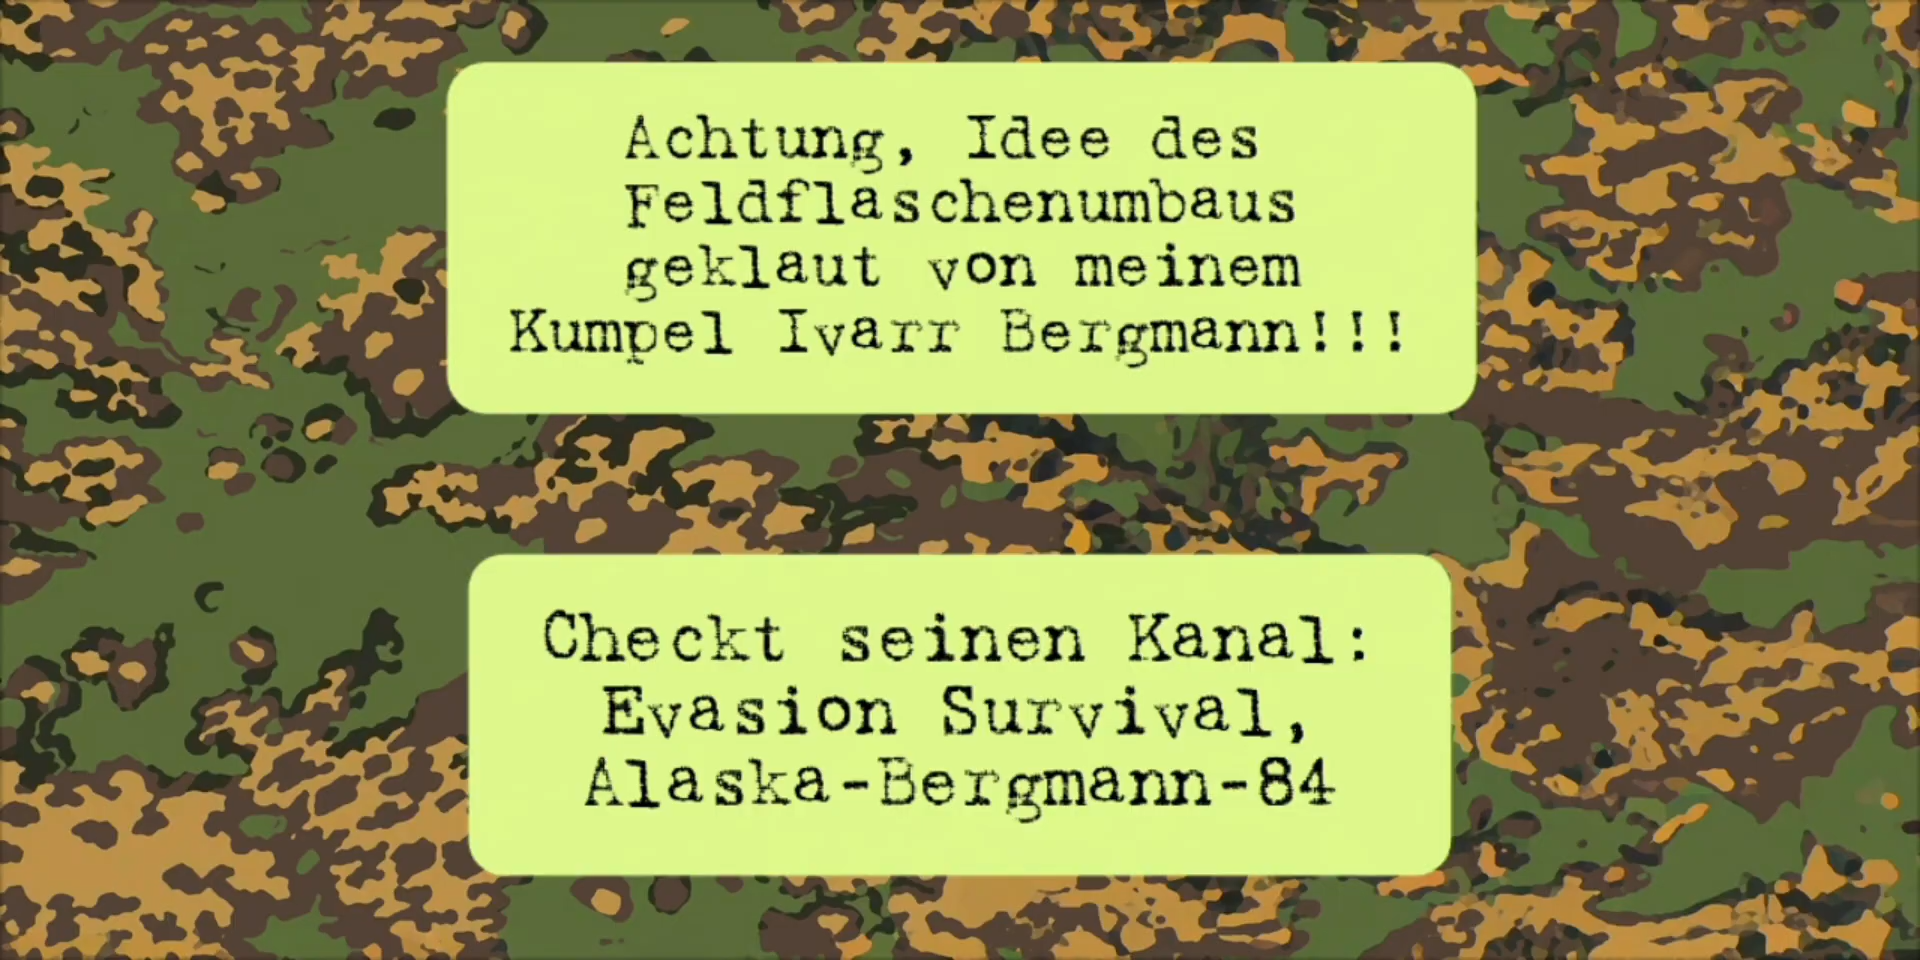 Achtung, Idee des
Feldflaschenumbaus
geklaut von meinem
Kumpel Ivarr Bergmann!!!
Checkt seinen Kanal:
Evasion Survival,
Alaska-Bergmann-84